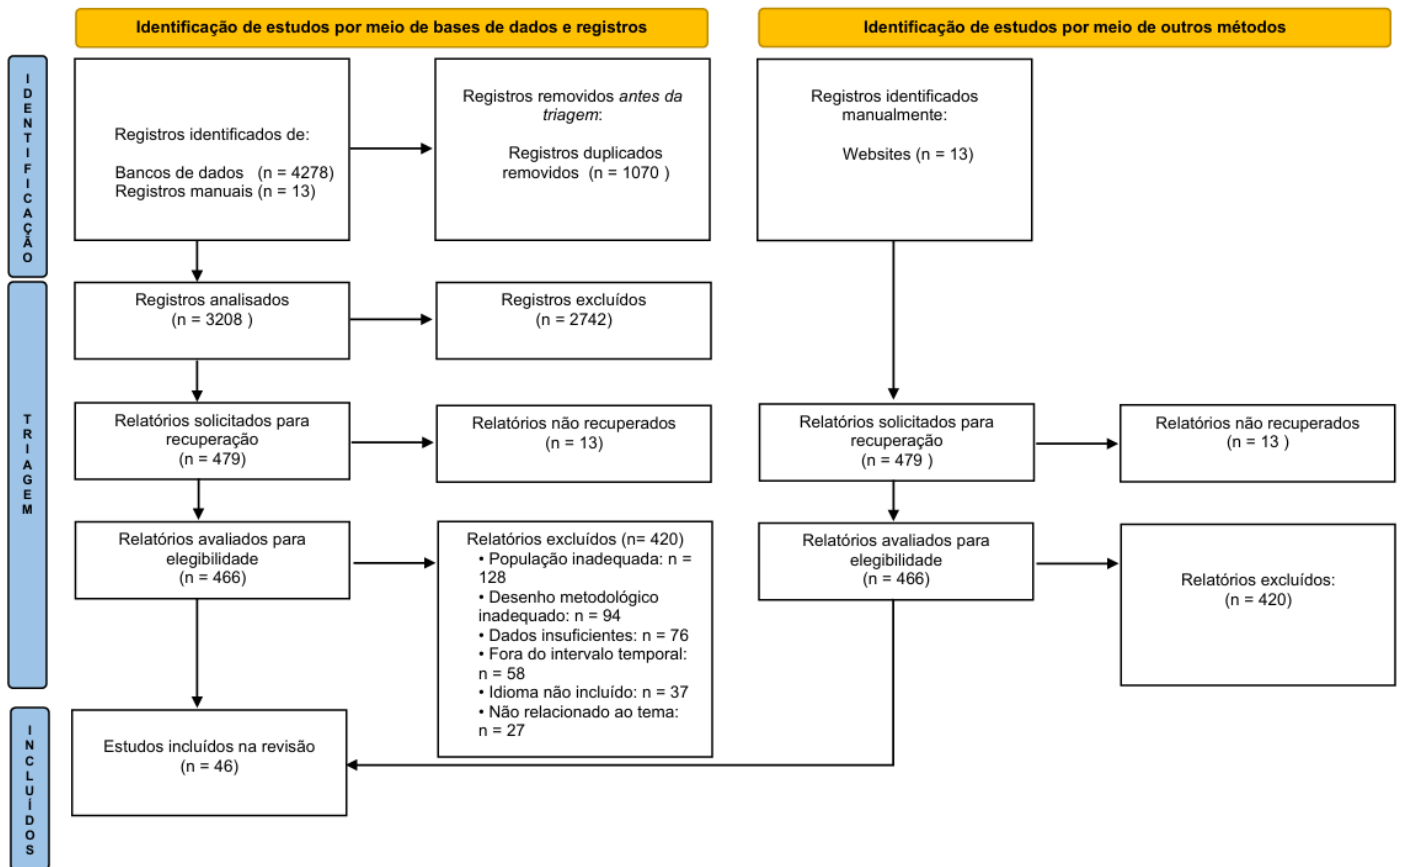 Identificação de estudos por meio de bases de dados e registros
Identificação de estudos por meio de outros métodos
IDENTIFICAÇÃO
Registros identificados de:
Bancos de dados (n = 4278)
Registros manuais (n = 13)
Registros removidos antes da
triagem:
Registros duplicados
removidos (n = 1070 )
Registros identificados
manualmente:
Websites (n = 13)
TRIAGEM
Registros analisados
(n = 3208 )
Registros excluídos
(n = 2742)
Relatórios solicitados para
recuperação
(n = 479)
Relatórios não recuperados
(n = 13)
Relatórios solicitados para
recuperação
(n = 479 )
Relatórios não recuperados
(n = 13 )
Relatórios avaliados para
elegibilidade
(n = 466)
Relatórios excluídos (n= 420)
• População inadequada: n =
128
• Desenho metodológico
inadequado: n = 94
• Dados insuficientes: n = 76
• Fora do intervalo temporal:
n = 58
• Idioma não incluído: n = 37
• Não relacionado ao tema:
n = 27
Relatórios avaliados para
elegibilidade
(n = 466)
Relatórios excluídos:
(n = 420)
INCLUÍDOS
Estudos incluídos na revisão
(n = 46)